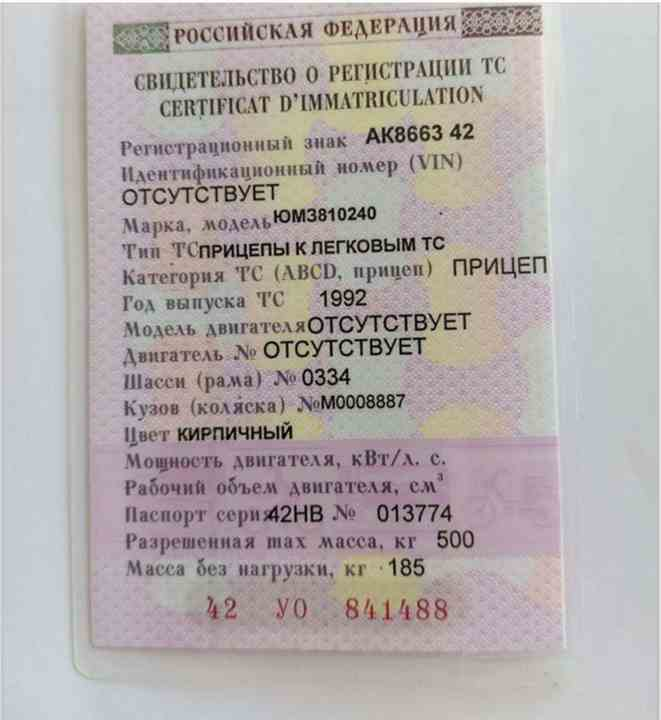 РОССИЙСКАЯ ФЕДЕРАЦИЯ
СВИДЕТЕЛЬСТВО О РЕГИСТРАЦИИ ТС
CERTIFICAT D'IMMATRICULATION
Регистрационный знак АК8663 42
Идентификационный номер (VIN)
ОТСУТСТВУЕТ
Марка, модель ЮМЗ810240
Тип ТС ПРИЦЕПЫ К ЛЕГКОВЫМ ТС
Категория ТС (ABCD, прицеп) ПРИЦЕП
Год выпуска ТС 1992
Модель двигателя ОТСУТСТВУЕТ
Двигатель № ОТСУТСТВУЕТ
Шасси (рама) № 0334
Кузов (коляска) № М0008887
Цвет КИРПИЧНЫЙ
Мощность двигателя, кВт/л. с.
Рабочий объем двигателя, см³
Паспорт серия 42НВ № 013774
Разрешенная max масса, кг 500
Масса без нагрузки, кг 185
42 УО 841488